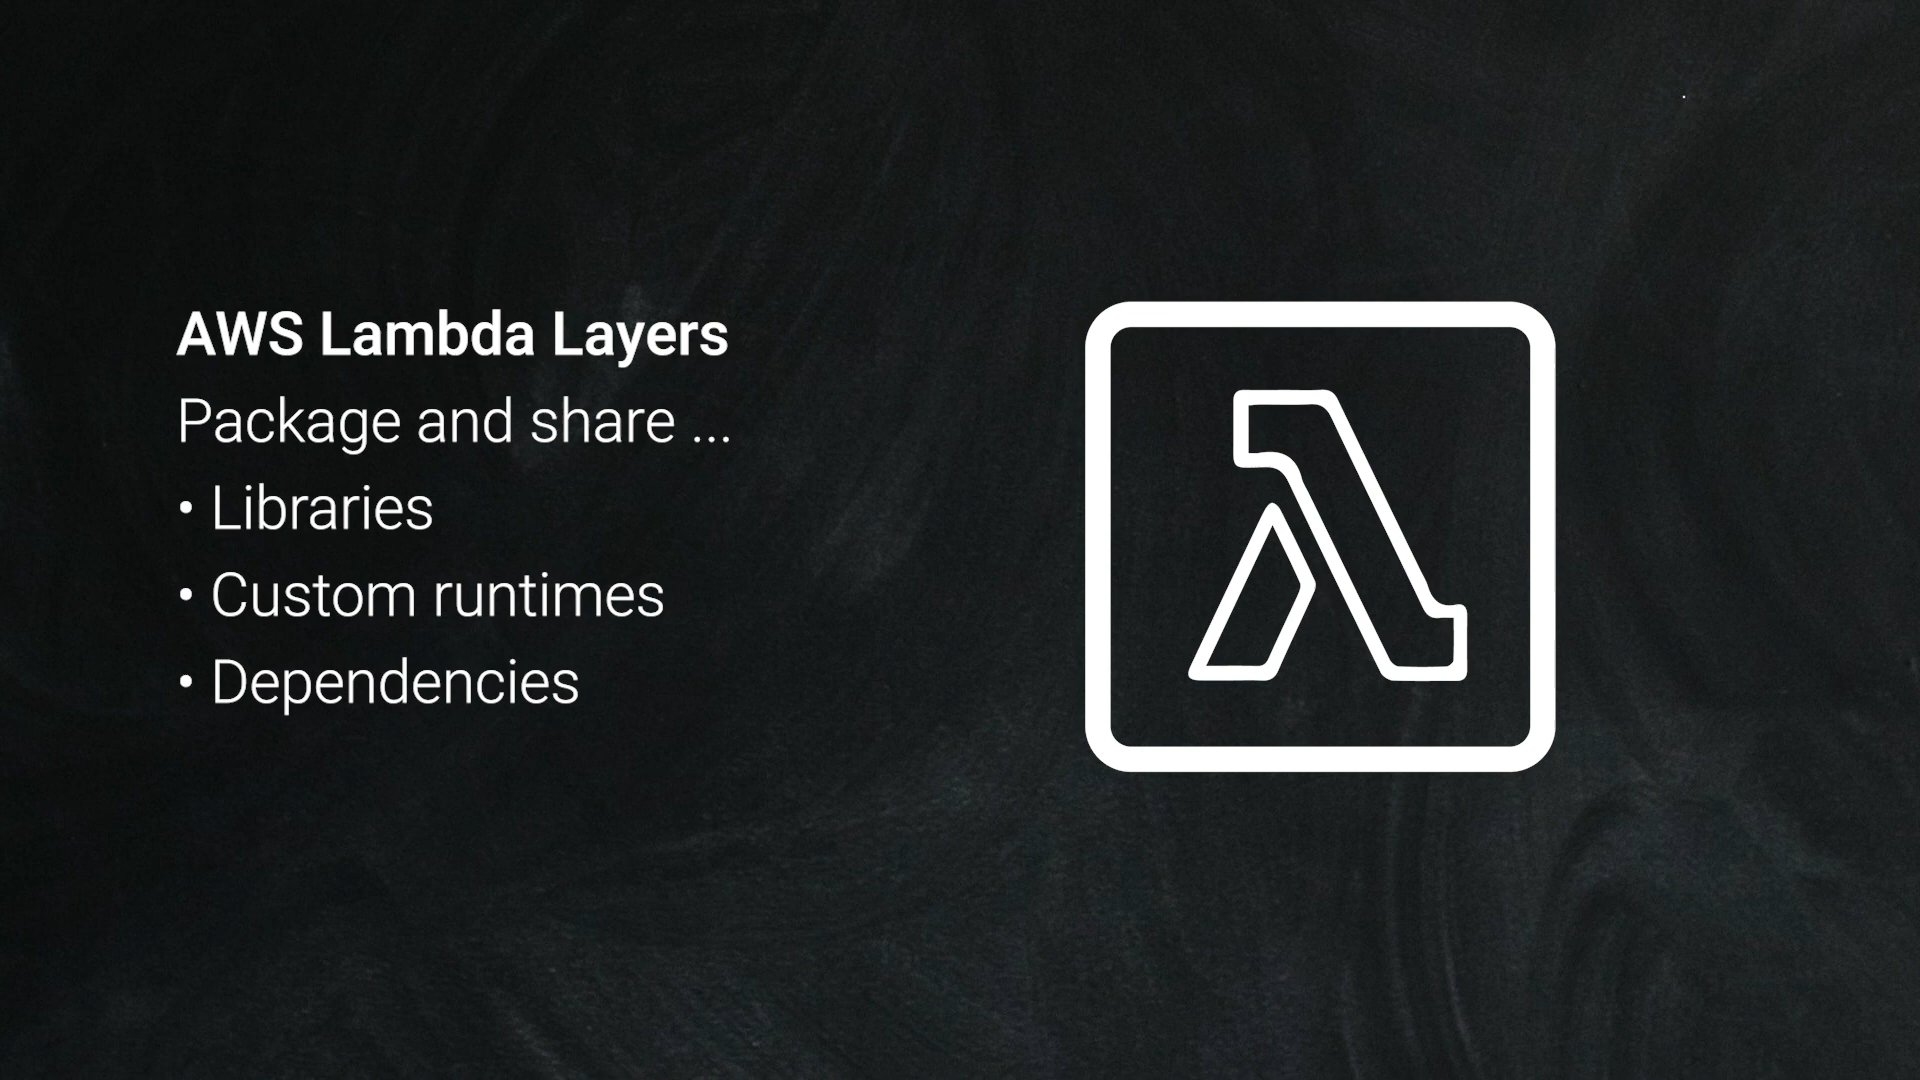 AWS Lambda Layers
Package and share ...
• Libraries
• Custom runtimes
• Dependencies